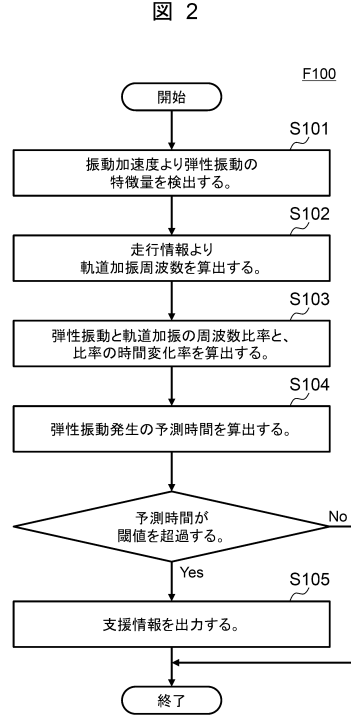 図 2
F100
開始
S101
振動加速度より弾性振動の
特徴量を検出する。
S102
走行情報より
軌道加振周波数を算出する。
S103
弾性振動と軌道加振の周波数比率と、
比率の時間変化率を算出する。
S104
弾性振動発生の予測時間を算出する。
予測時間が
閾値を超過する。
No
Yes
S105
支援情報を出力する。
終了